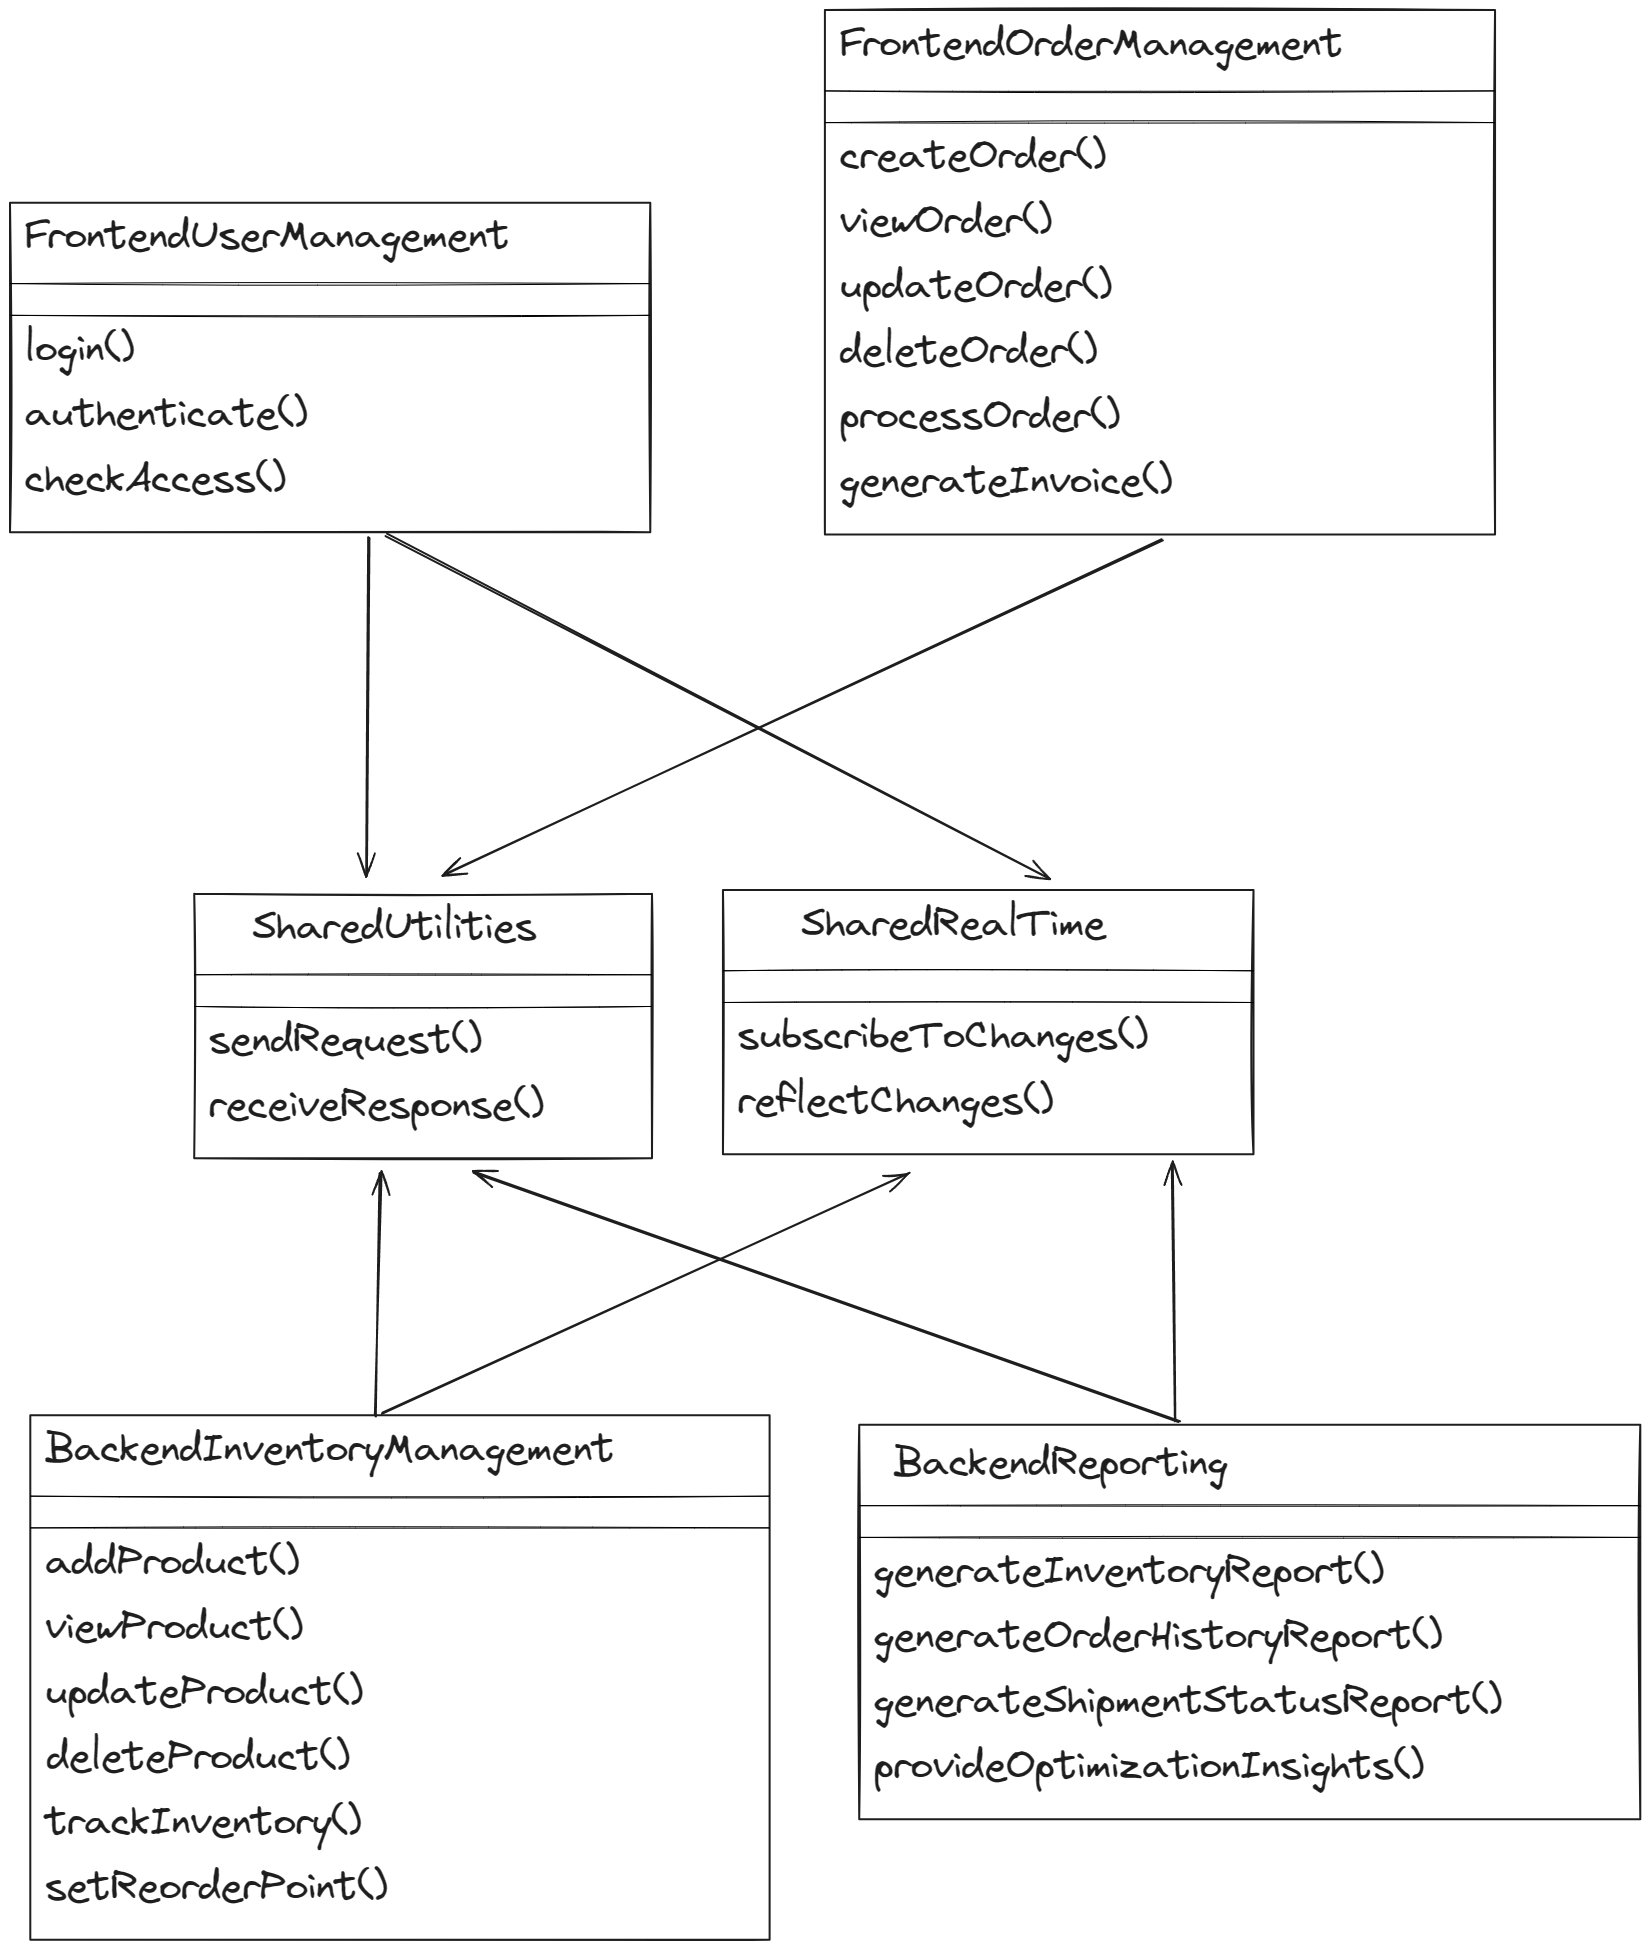 FrontendOrderManagement
createOrder()
viewOrder()
updateOrder()
deleteOrder()
processOrder()
generateInvoice()
FrontendUserManagement
login()
authenticate()
checkAccess()
SharedUtilities
sendRequest()
receiveResponse()
SharedRealTime
subscribeToChanges()
reflectChanges()
BackendInventoryManagement
addProduct()
viewProduct()
updateProduct()
deleteProduct()
trackInventory()
setReorderPoint()
BackendReporting
generateInventoryReport()
generateOrderHistoryReport()
generateShipmentStatusReport()
provideOptimizationInsights()